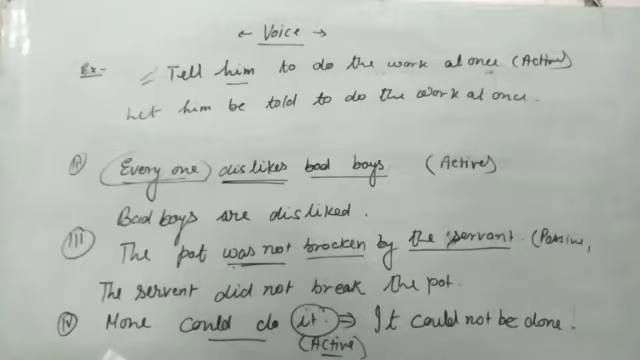 ← Voice →
Ex- Tell him to do the work at once (Active)
Let him be told to do the work at once.
(ii) (Every one) dislikes bad boys (Active)
Bad boys are disliked.
(III) The pot was not brocken by the servant. (Passive,
The servent did not break the pot.
(iv) None could do it. ⇒ It could not be done.
(Active)